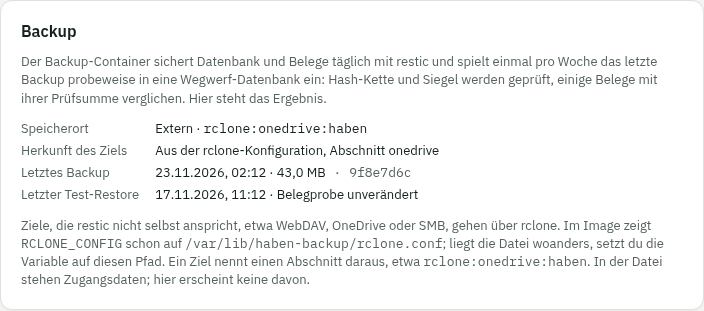 Backup
Der Backup-Container sichert Datenbank und Belege täglich mit restic und spielt einmal pro Woche das letzte
Backup probeweise in eine Wegwerf-Datenbank ein: Hash-Kette und Siegel werden geprüft, einige Belege mit
ihrer Prüfsumme verglichen. Hier steht das Ergebnis.
Speicherort Extern · rclone:onedrive:haben
Herkunft des Ziels Aus der rclone-Konfiguration, Abschnitt onedrive
Letztes Backup 23.11.2026, 02:12 · 43,0 MB · 9f8e7d6c
Letzter Test-Restore 17.11.2026, 11:12 · Belegprobe unverändert
Ziele, die restic nicht selbst anspricht, etwa WebDAV, OneDrive oder SMB, gehen über rclone. Im Image zeigt
RCLONE_CONFIG schon auf /var/lib/haben-backup/rclone.conf; liegt die Datei woanders, setzt du die
Variable auf diesen Pfad. Ein Ziel nennt einen Abschnitt daraus, etwa rclone:onedrive:haben. In der Datei
stehen Zugangsdaten; hier erscheint keine davon.